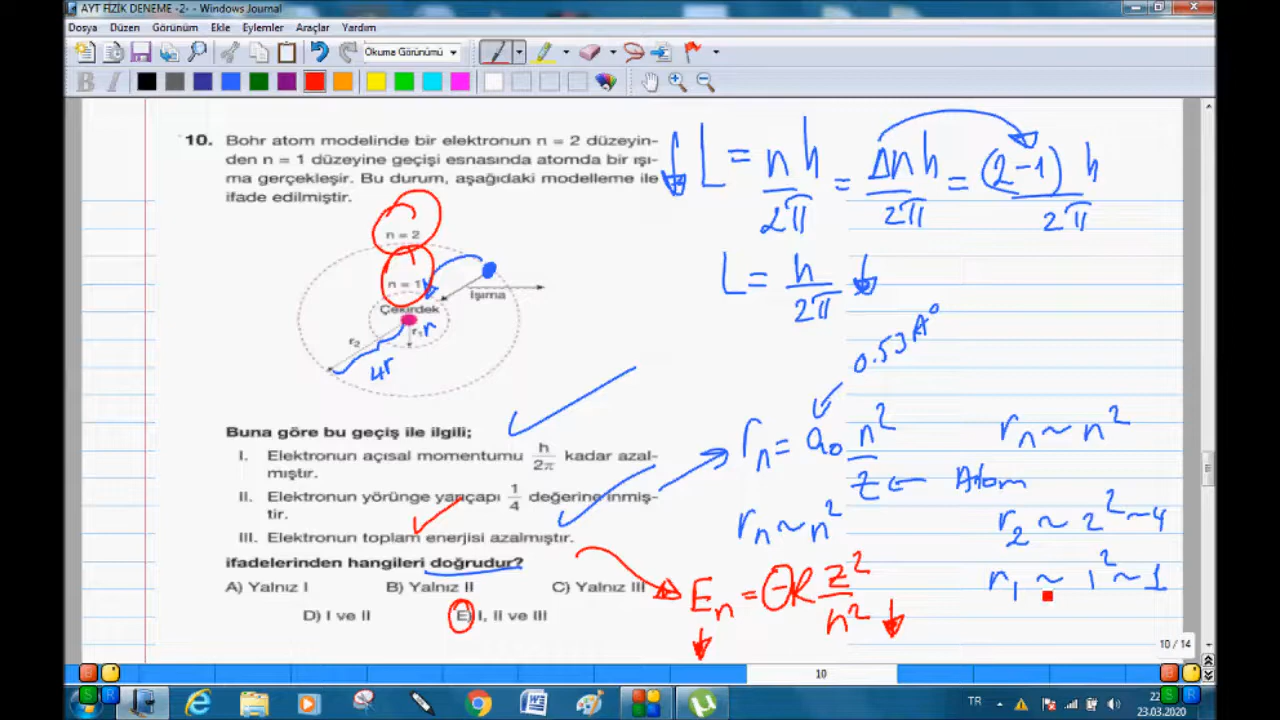 AYT FİZİK DENEME -2- - Windows Journal
Dosya Düzen Görünüm Ekle Eylemler Araçlar Yardım
Okuma Görünümü
B I
10. Bohr atom modelinde bir elektronun n = 2 düzeyin-
den n = 1 düzeyine geçişi esnasında atomda bir ışı-
ma gerçekleşir. Bu durum, aşağıdaki modelleme ile
ifade edilmiştir.
n = 2
n = 1
Işıma
Çekirdek
r₁ r
r₂
4r
Buna göre bu geçiş ile ilgili;
I. Elektronun açısal momentumu h/2π kadar azal-
mıştır.
II. Elektronun yörünge yarıçapı 1/4 değerine inmiş-
tir.
III. Elektronun toplam enerjisi azalmıştır.
ifadelerinden hangileri doğrudur?
A) Yalnız I B) Yalnız II C) Yalnız III
D) I ve II E) I, II ve III
↓ L = nh/2π = Δnh/2π = (2-1)h/2π
L = h/2π ↓
0.53 A°
rₙ = a₀ n²/z ← Atom
rₙ ~ n²
rₙ ~ n²
r₂ ~ 2² ~ 4
r₁ ~ 1² ~ 1
Eₙ = -R z²/n² ↓
10 / 14
10
TR
22
23.03.2020